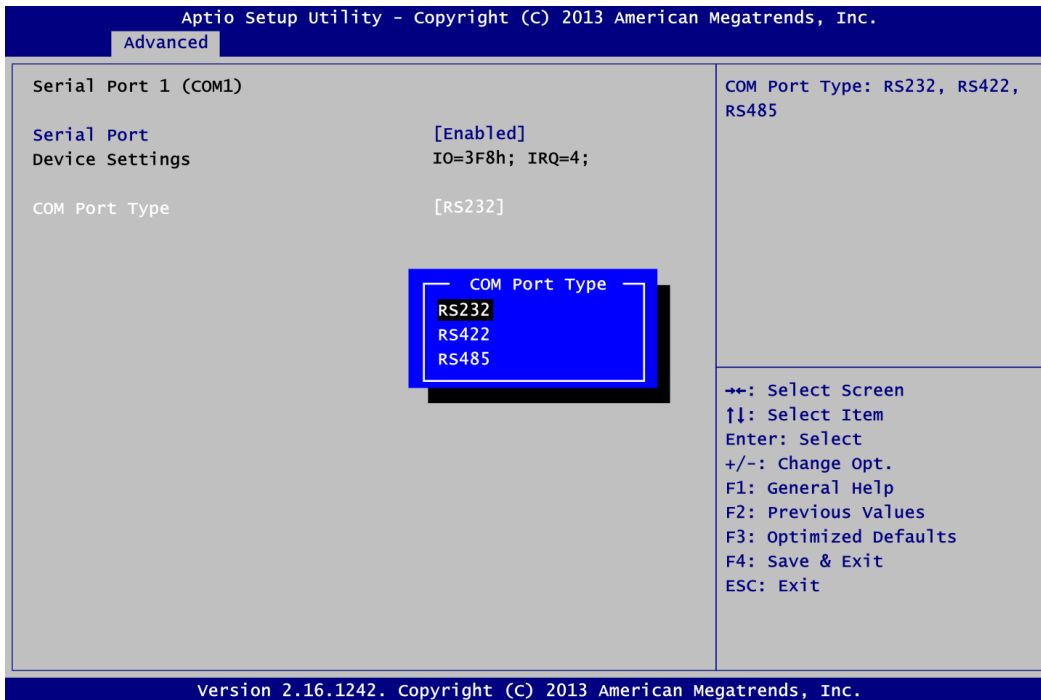 Aptio Setup Utility - Copyright (C) 2013 American Megatrends, Inc.
Advanced
Serial Port 1 (COM1)
Serial Port [Enabled]
Device Settings IO=3F8h; IRQ=4;
COM Port Type [RS232]
COM Port Type
RS232
RS422
RS485
COM Port Type: RS232, RS422,
RS485
→←: Select Screen
↑↓: Select Item
Enter: Select
+/-: Change Opt.
F1: General Help
F2: Previous Values
F3: Optimized Defaults
F4: Save & Exit
ESC: Exit
Version 2.16.1242. Copyright (C) 2013 American Megatrends, Inc.